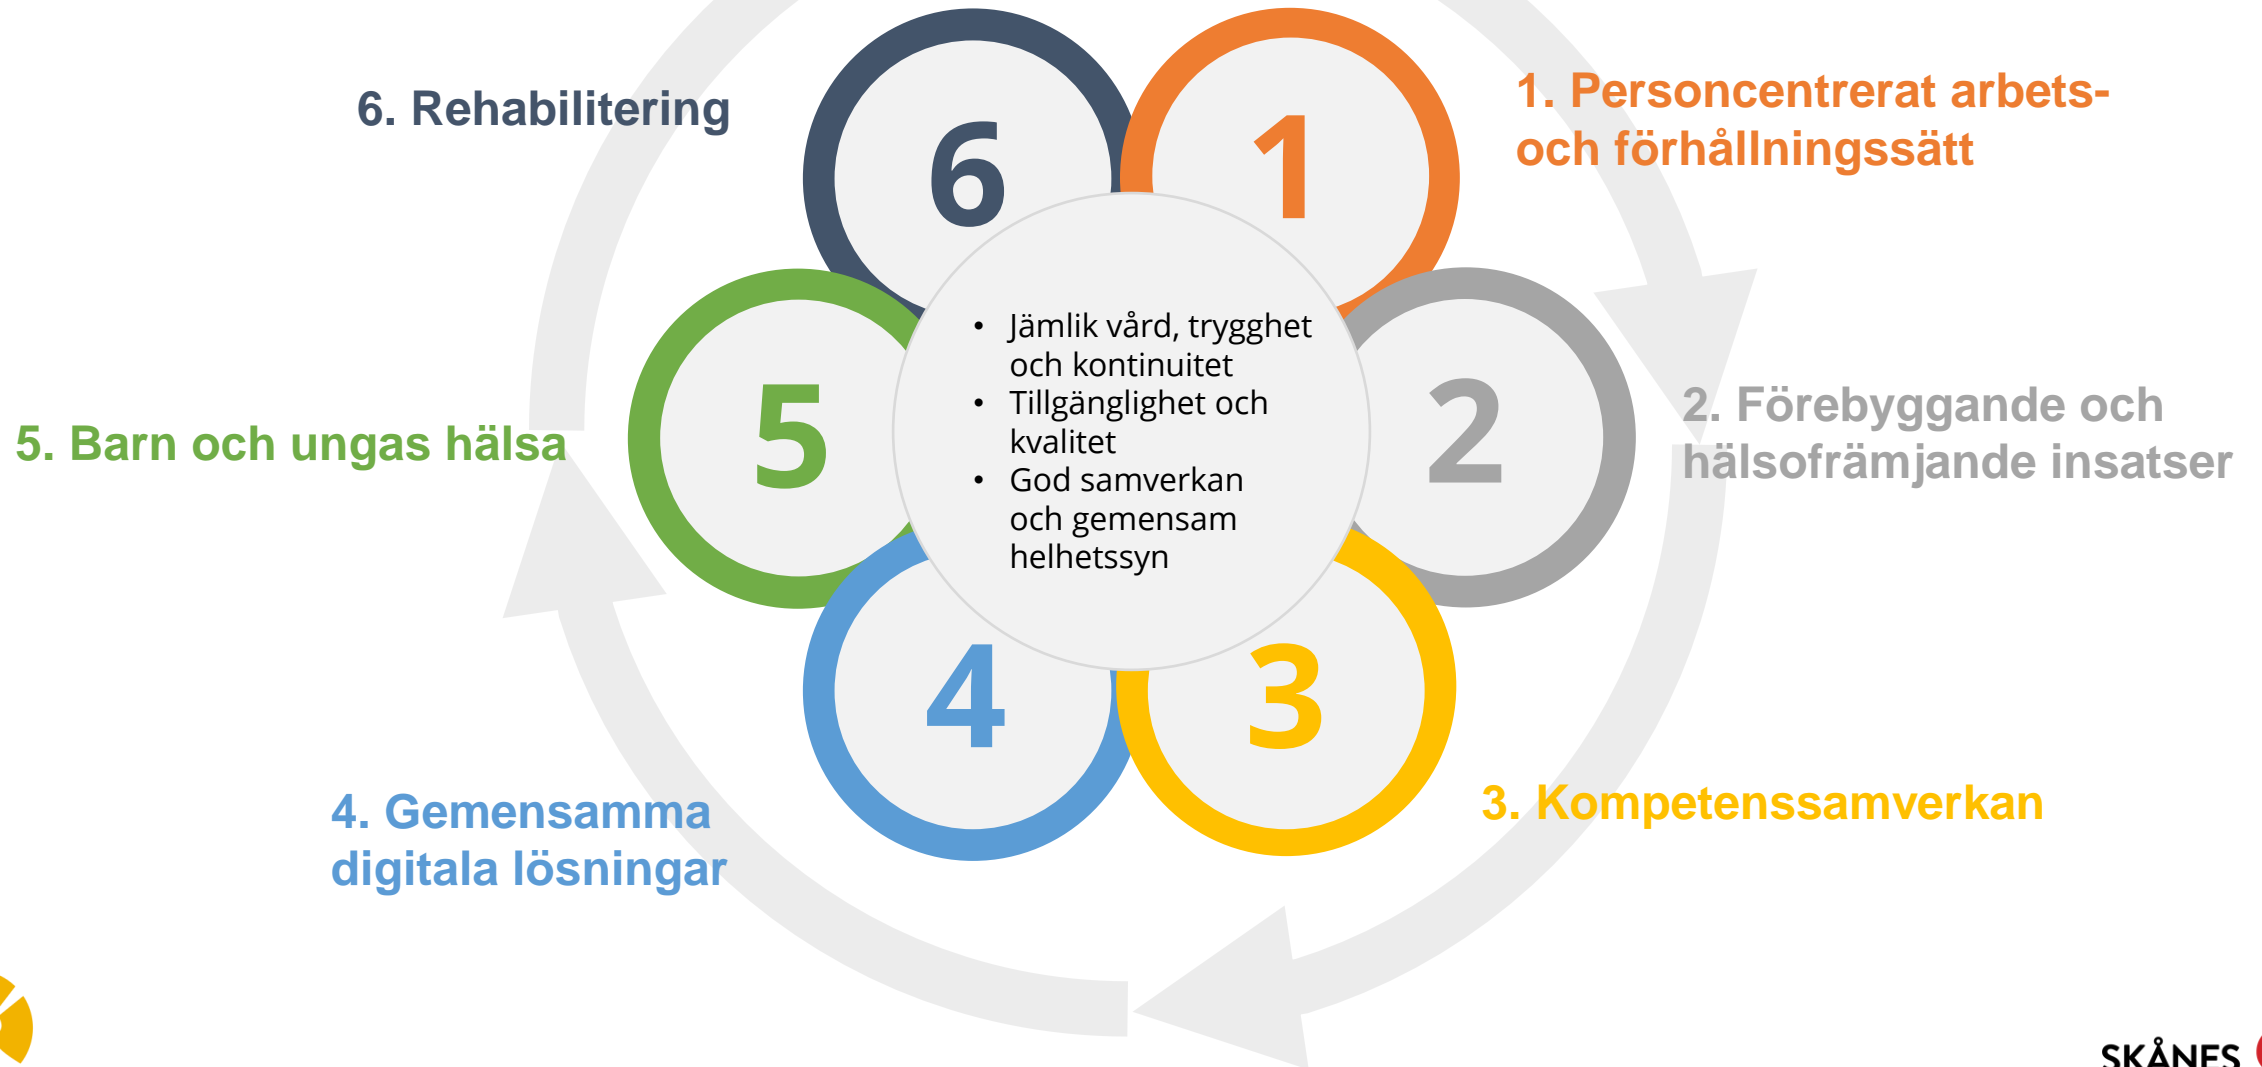 6. Rehabilitering
6
1
1. Personcentrerat arbets-
och förhållningssätt
5. Barn och ungas hälsa
5
• Jämlik vård, trygghet
och kontinuitet
• Tillgänglighet och
kvalitet
• God samverkan
och gemensam
helhetssyn
2
2. Förebyggande och
hälsofrämjande insatser
4
3
4. Gemensamma
digitala lösningar
3. Kompetenssamverkan
SKÅNES